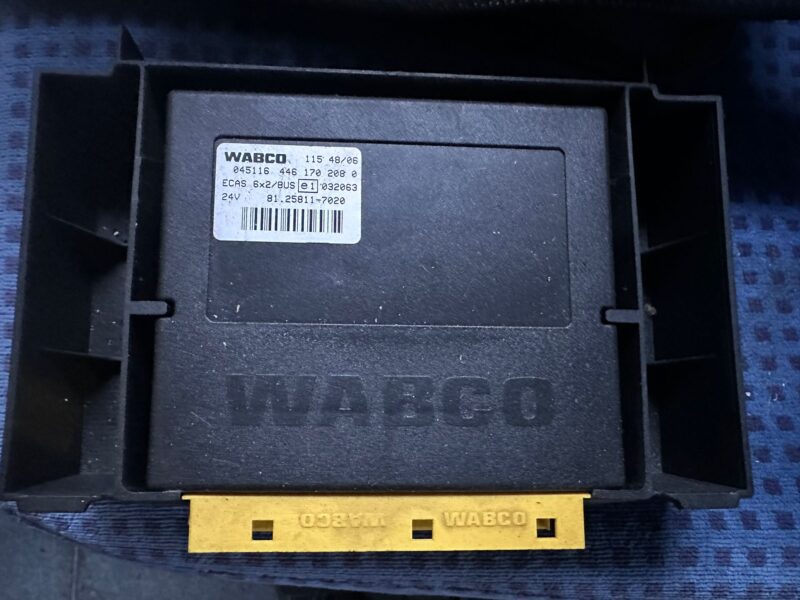 WABCO 115 48/06
045116 446 170 208 0
ECAS 6x2/BUS e1 032063
24V 81.25811-7020
WABCO
WABCO WABCO